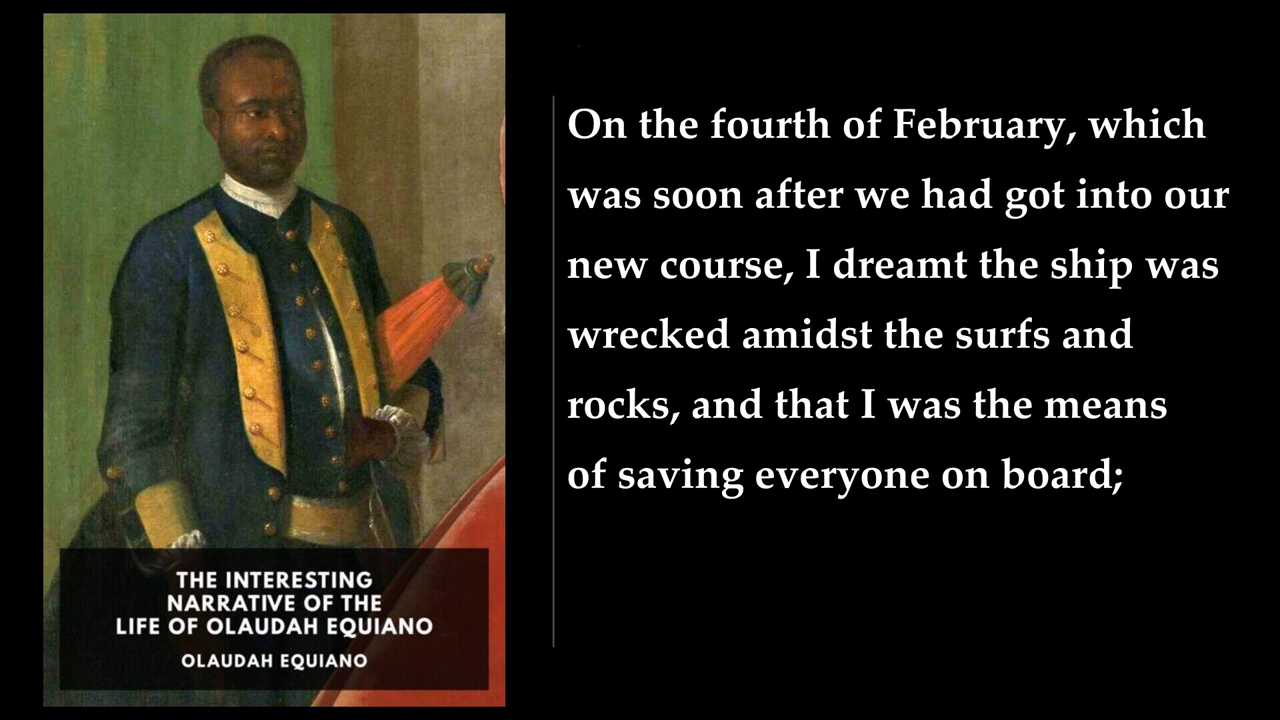 On the fourth of February, which
was soon after we had got into our
new course, I dreamt the ship was
wrecked amidst the surfs and
rocks, and that I was the means
of saving everyone on board;
THE INTERESTING
NARRATIVE OF THE
LIFE OF OLAUDAH EQUIANO
OLAUDAH EQUIANO